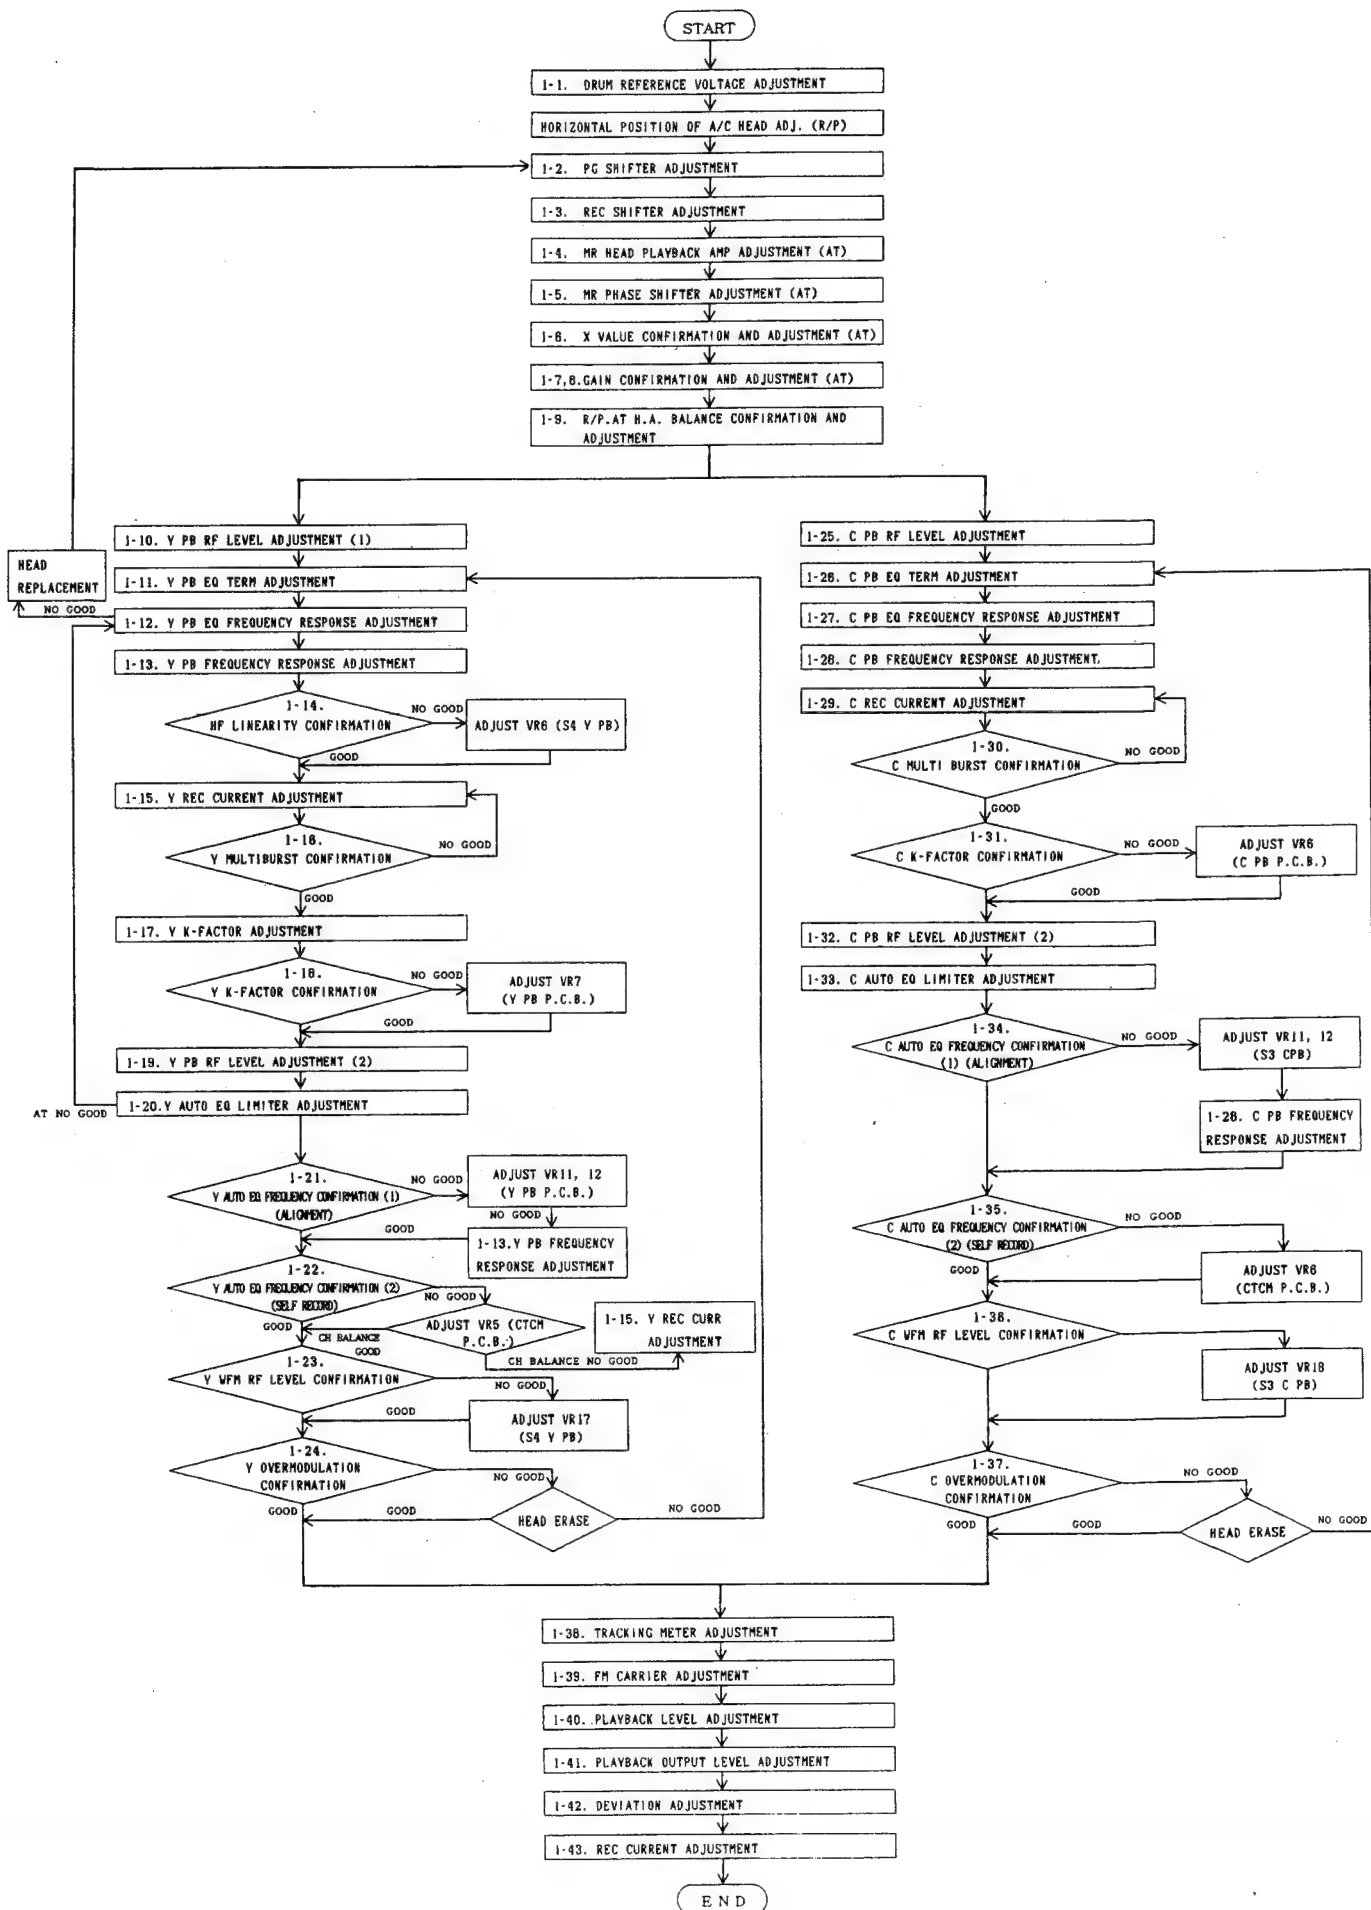 START
1-1. DRUM REFERENCE VOLTAGE ADJUSTMENT
HORIZONTAL POSITION OF A/C HEAD ADJ. (R/P)
1-2. PG SHIFTER ADJUSTMENT
1-3. REC SHIFTER ADJUSTMENT
1-4. MR HEAD PLAYBACK AMP ADJUSTMENT (AT)
1-5. MR PHASE SHIFTER ADJUSTMENT (AT)
1-6. X VALUE CONFIRMATION AND ADJUSTMENT (AT)
1-7,8.GAIN CONFIRMATION AND ADJUSTMENT (AT)
1-9. R/P.AT H.A. BALANCE CONFIRMATION AND
ADJUSTMENT
HEAD
REPLACEMENT
NO GOOD
1-10. Y PB RF LEVEL ADJUSTMENT (1)
1-11. Y PB EQ TERM ADJUSTMENT
1-12. Y PB EQ FREQUENCY RESPONSE ADJUSTMENT
1-13. Y PB FREQUENCY RESPONSE ADJUSTMENT
1-14.
HF LINEARITY CONFIRMATION
NO GOOD
ADJUST VR6 (S4 Y PB)
GOOD
1-15. Y REC CURRENT ADJUSTMENT
1-16.
Y MULTIBURST CONFIRMATION
NO GOOD
GOOD
1-17. Y K-FACTOR ADJUSTMENT
1-18.
Y K-FACTOR CONFIRMATION
NO GOOD
ADJUST VR7
(Y PB P.C.B.)
GOOD
1-19. Y PB RF LEVEL ADJUSTMENT (2)
1-20.Y AUTO EQ LIMITER ADJUSTMENT
AT NO GOOD
1-21.
Y AUTO EQ FREQUENCY CONFIRMATION (1)
(ALIGNMENT)
NO GOOD
ADJUST VR11, 12
(Y PB P.C.B.)
NO GOOD
GOOD
1-13.Y PB FREQUENCY
RESPONSE ADJUSTMENT
1-22.
Y AUTO EQ FREQUENCY CONFIRMATION (2)
(SELF RECORD)
NO GOOD
GOOD
ADJUST VR5 (CTCM
P.C.B.)
CH BALANCE
GOOD
CH BALANCE NO GOOD
1-15. Y REC CURR
ADJUSTMENT
1-23.
Y WFM RF LEVEL CONFIRMATION
NO GOOD
GOOD
ADJUST VR17
(S4 Y PB)
1-24.
Y OVERMODULATION
CONFIRMATION
NO GOOD
GOOD
GOOD
HEAD ERASE
NO GOOD
1-25. C PB RF LEVEL ADJUSTMENT
1-26. C PB EQ TERM ADJUSTMENT
1-27. C PB EQ FREQUENCY RESPONSE ADJUSTMENT
1-28. C PB FREQUENCY RESPONSE ADJUSTMENT.
1-29. C REC CURRENT ADJUSTMENT
1-30.
C MULTI BURST CONFIRMATION
NO GOOD
GOOD
1-31.
C K-FACTOR CONFIRMATION
NO GOOD
ADJUST VR6
(C PB P.C.B.)
GOOD
1-32. C PB RF LEVEL ADJUSTMENT (2)
1-33. C AUTO EQ LIMITER ADJUSTMENT
1-34.
C AUTO EQ FREQUENCY CONFIRMATION
(1) (ALIGNMENT)
NO GOOD
ADJUST VR11, 12
(S3 CPB)
1-28. C PB FREQUENCY
RESPONSE ADJUSTMENT
1-35.
C AUTO EQ FREQUENCY CONFIRMATION
(2) (SELF RECORD)
NO GOOD
GOOD
ADJUST VR6
(CTCM P.C.B.)
1-36.
C WFM RF LEVEL CONFIRMATION
ADJUST VR18
(S3 C PB)
1-37.
C OVERMODULATION
CONFIRMATION
NO GOOD
GOOD
GOOD
HEAD ERASE
NO GOOD
1-38. TRACKING METER ADJUSTMENT
1-39. FM CARRIER ADJUSTMENT
1-40. PLAYBACK LEVEL ADJUSTMENT
1-41. PLAYBACK OUTPUT LEVEL ADJUSTMENT
1-42. DEVIATION ADJUSTMENT
1-43. REC CURRENT ADJUSTMENT
END